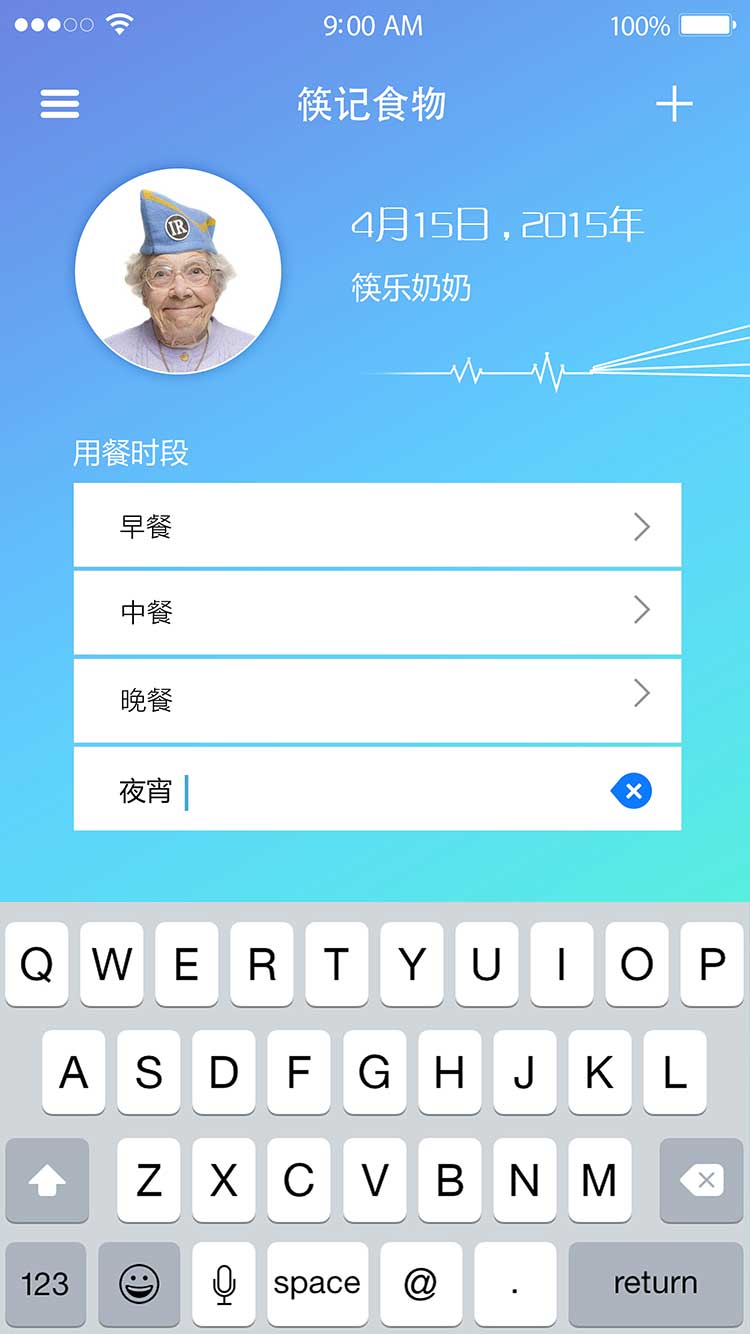 9:00 AM 100%
筷记食物
IR
4月15日 , 2015年
筷乐奶奶
用餐时段
早餐
中餐
晚餐
夜宵
Q W E R T Y U I O P
A S D F G H J K L
Z X C V B N M
123 space @ . return